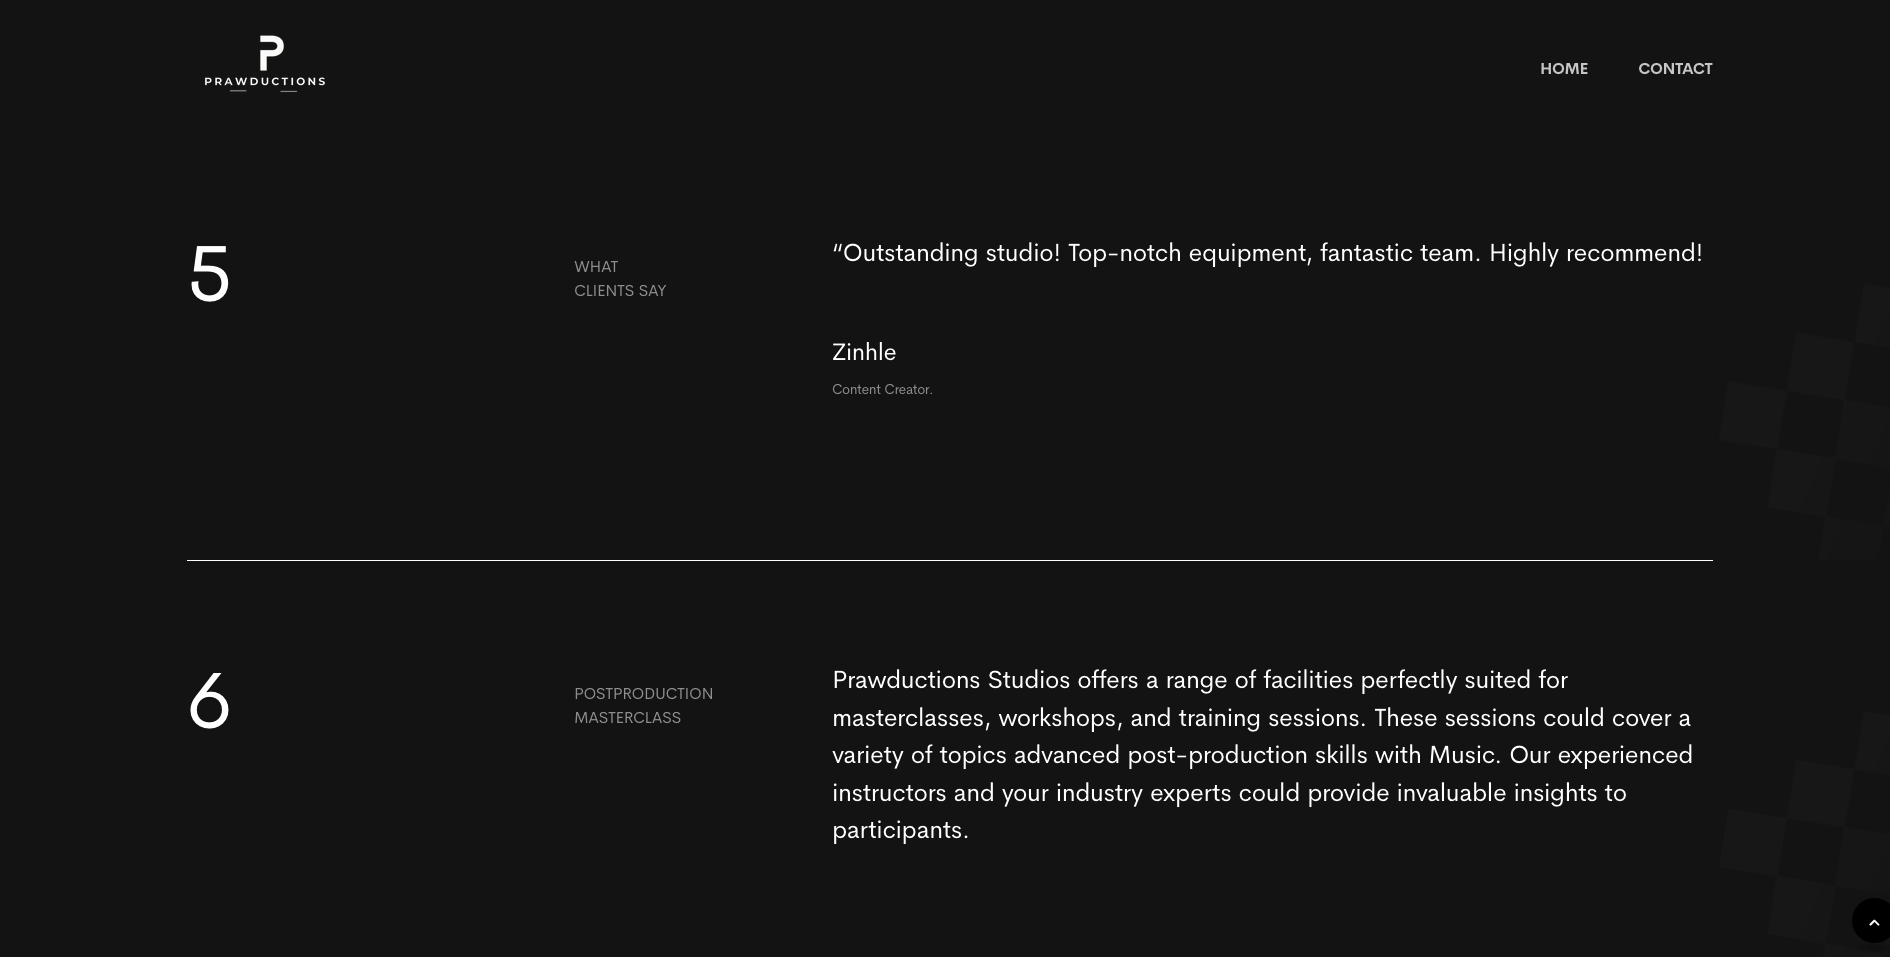 P
PRAWDUCTIONS
HOME
CONTACT
5
WHAT
CLIENTS SAY
“Outstanding studio! Top-notch equipment, fantastic team. Highly recommend!
Zinhle
Content Creator.
6
POSTPRODUCTION
MASTERCLASS
Prawductions Studios offers a range of facilities perfectly suited for
masterclasses, workshops, and training sessions. These sessions could cover a
variety of topics advanced post-production skills with Music. Our experienced
instructors and your industry experts could provide invaluable insights to
participants.